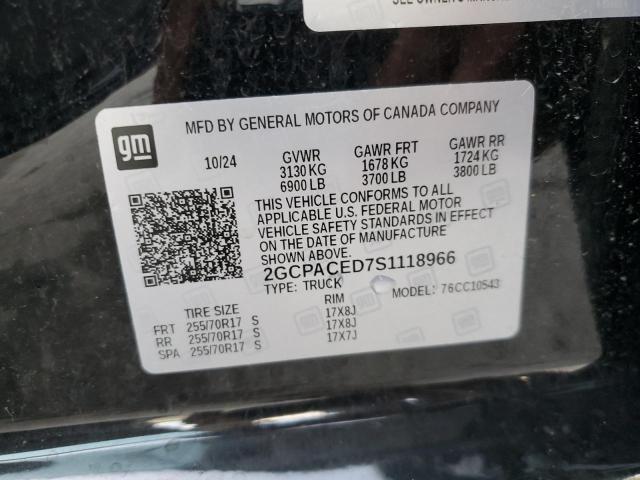 SEE OWNER'S MANUAL
MFD BY GENERAL MOTORS OF CANADA COMPANY
gm
10/24
GVWR GAWR FRT GAWR RR
3130 KG 1678 KG 1724 KG
6900 LB 3700 LB 3800 LB
THIS VEHICLE CONFORMS TO ALL
APPLICABLE U.S. FEDERAL MOTOR
VEHICLE SAFETY STANDARDS IN EFFECT
ON THE DATE OF MANUFACTURE
SHOWN ABOVE.
2GCPACED7S1118966
TYPE: TRUCK MODEL: 76CC10543
TIRE SIZE RIM
FRT 255/70R17 S 17X8J
RR 255/70R17 S 17X8J
SPA 255/70R17 S 17X7J